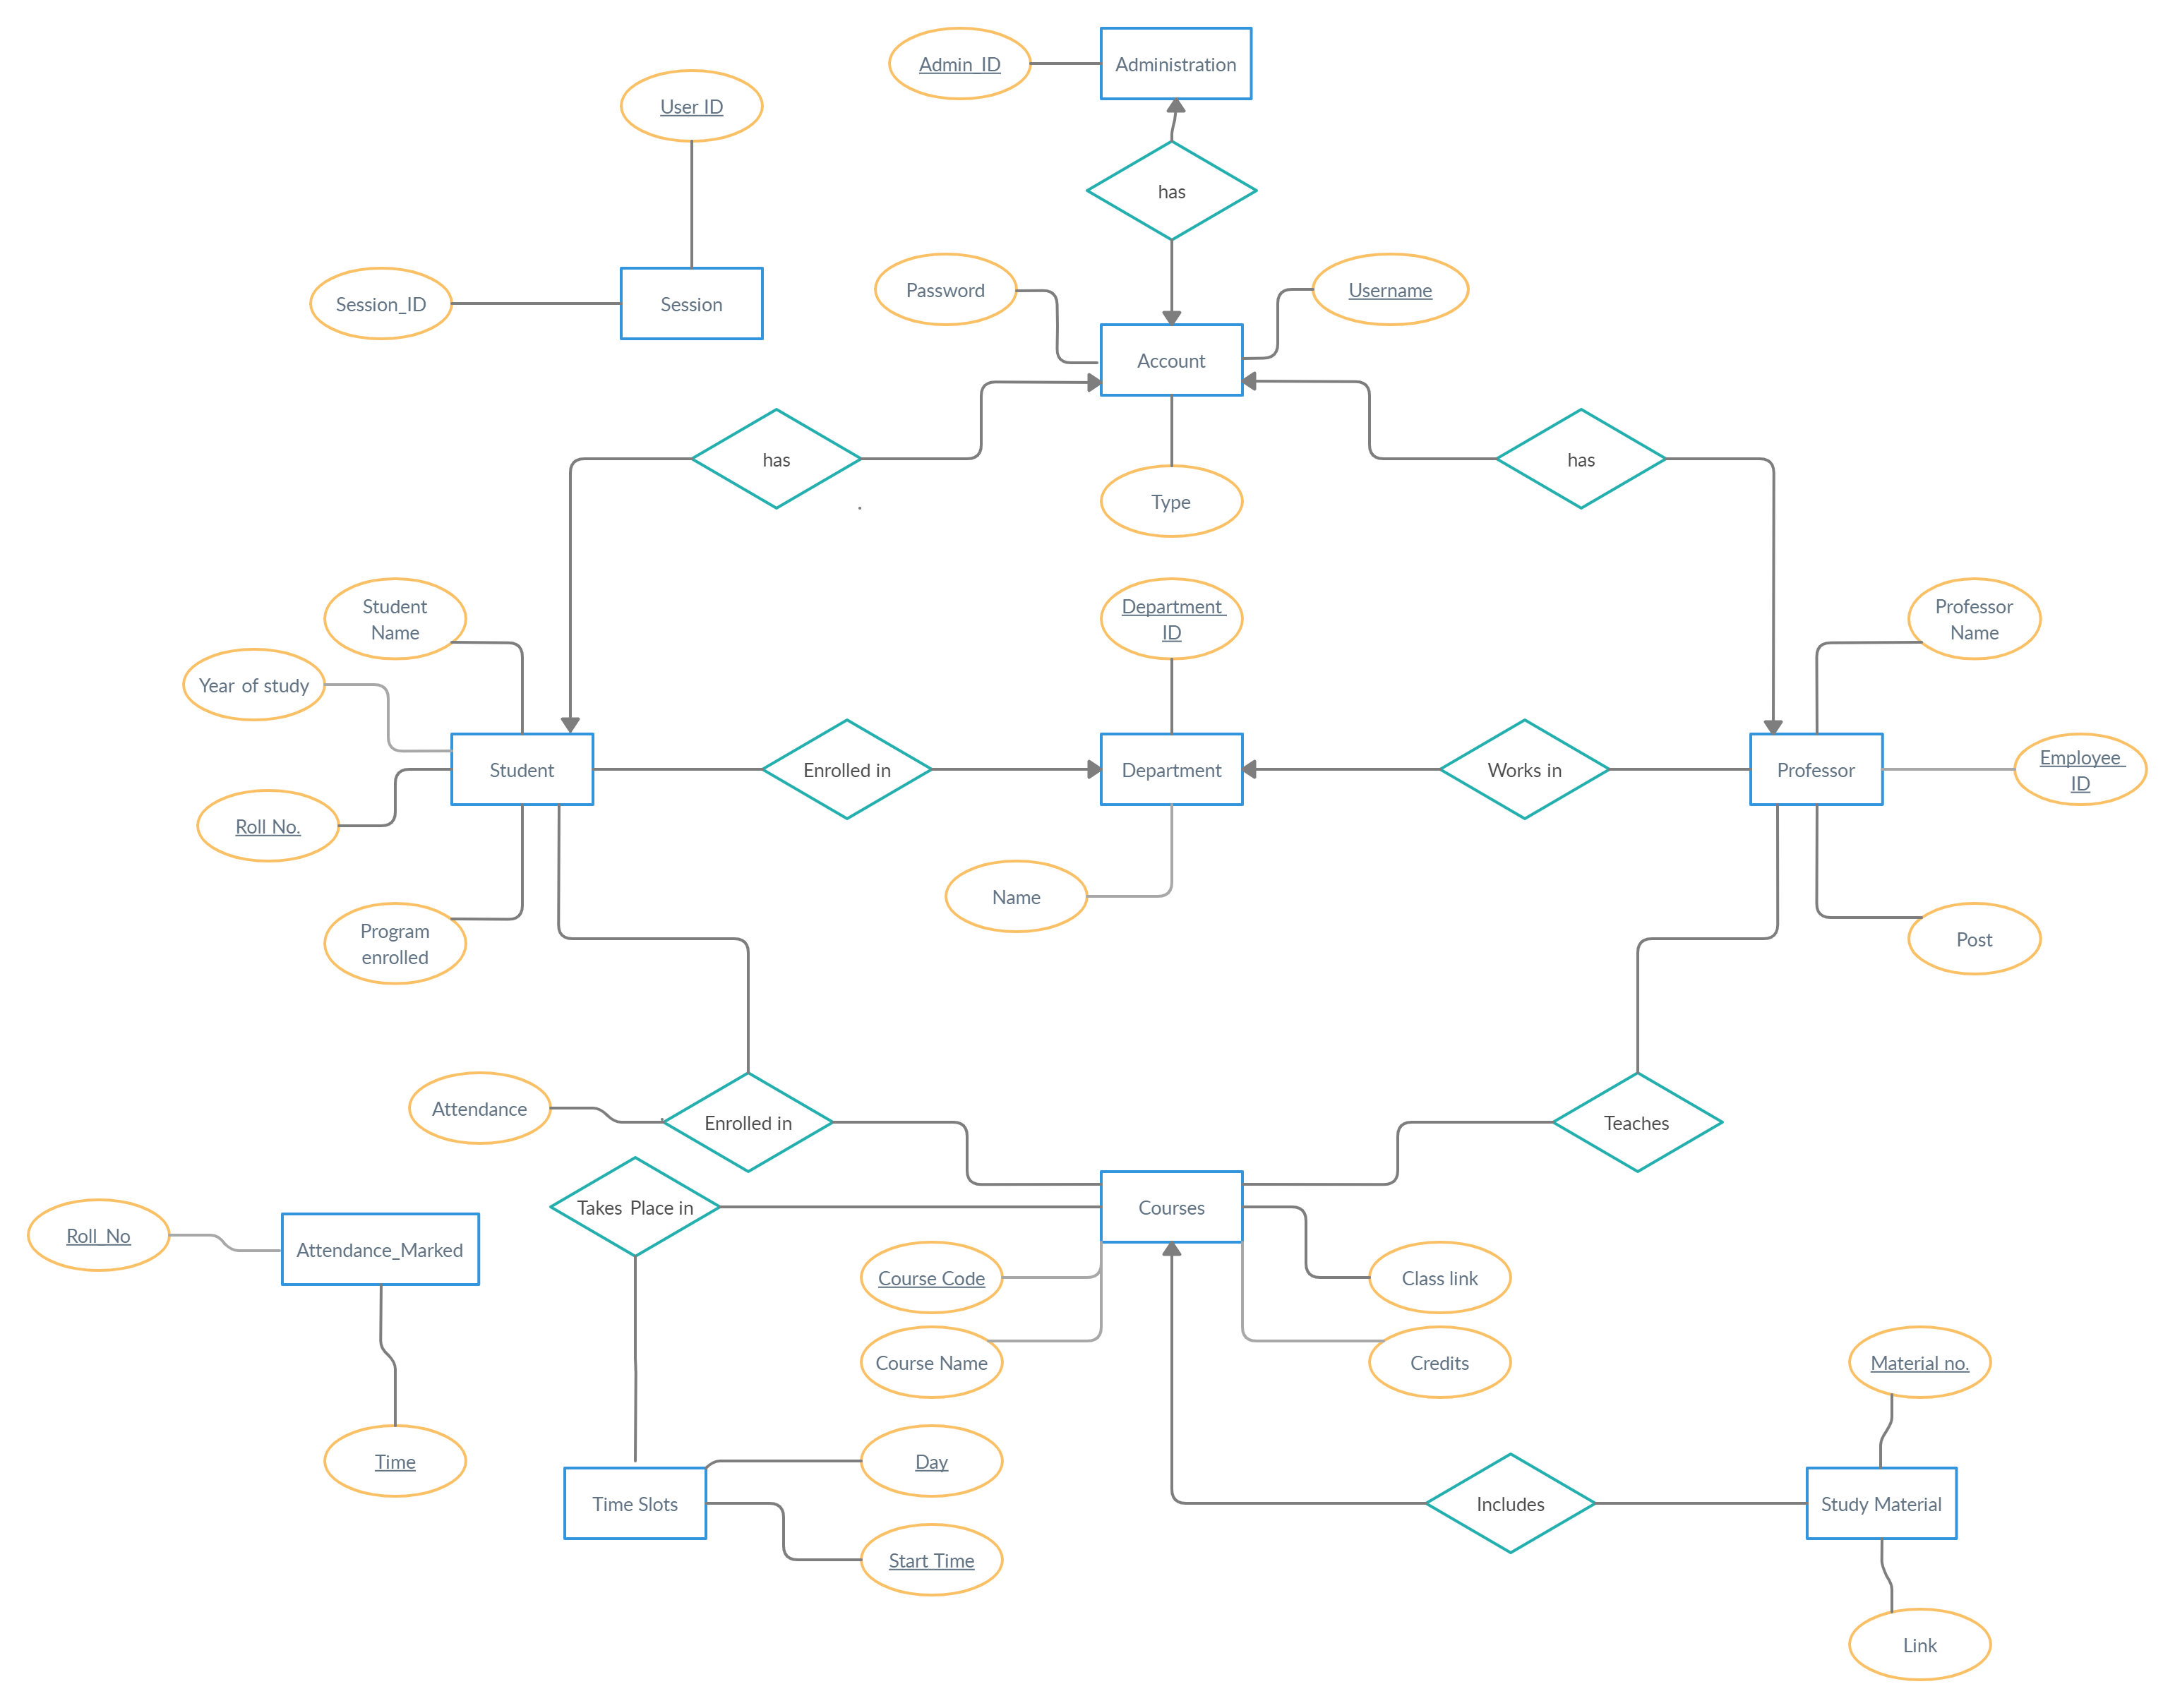 Admin_ID
Administration
User ID
has
Password
Username
Session_ID
Session
Account
has
has
Type
Student
Name
Department
ID
Professor
Name
Year of study
Student
Enrolled in
Department
Works in
Professor
Employee
ID
Roll No.
Name
Program
enrolled
Post
Attendance
Enrolled in
Teaches
Takes Place in
Courses
Roll_No
Attendance_Marked
Course Code
Class link
Course Name
Credits
Material no.
Time
Day
Time Slots
Includes
Study Material
Start Time
Link